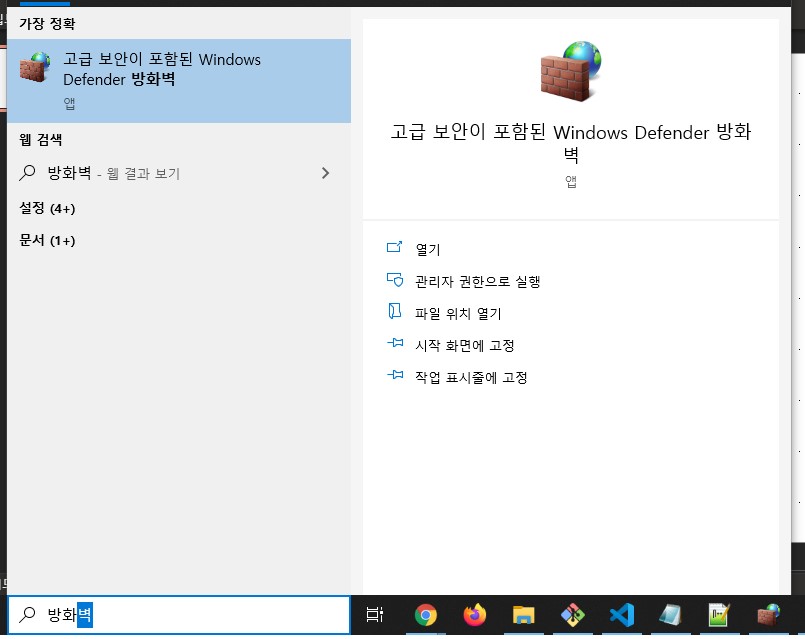 가장 정확
고급 보안이 포함된 Windows
Defender 방화벽
앱
웹 검색
방화벽 - 웹 결과 보기
설정 (4+)
문서 (1+)
고급 보안이 포함된 Windows Defender 방화
벽
앱
열기
관리자 권한으로 실행
파일 위치 열기
시작 화면에 고정
작업 표시줄에 고정
방화벽